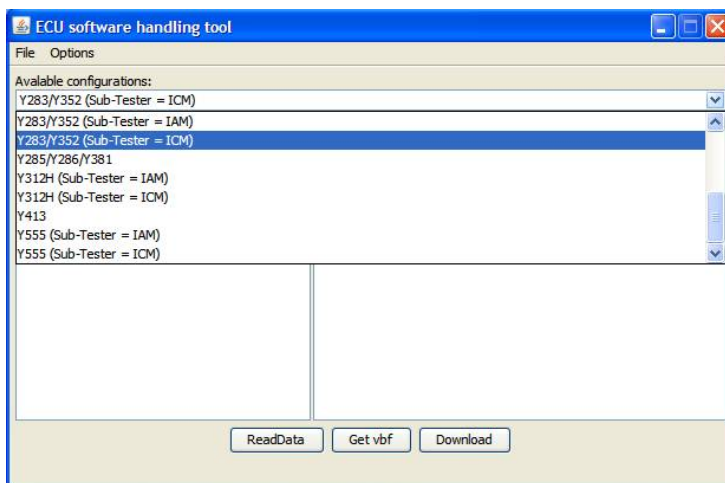 ECU software handling tool
File Options
Avalable configurations:
Y283/Y352 (Sub-Tester = ICM)
Y283/Y352 (Sub-Tester = IAM)
Y283/Y352 (Sub-Tester = ICM)
Y285/Y286/Y381
Y312H (Sub-Tester = IAM)
Y312H (Sub-Tester = ICM)
Y413
Y555 (Sub-Tester = IAM)
Y555 (Sub-Tester = ICM)
ReadData Get vbf Download